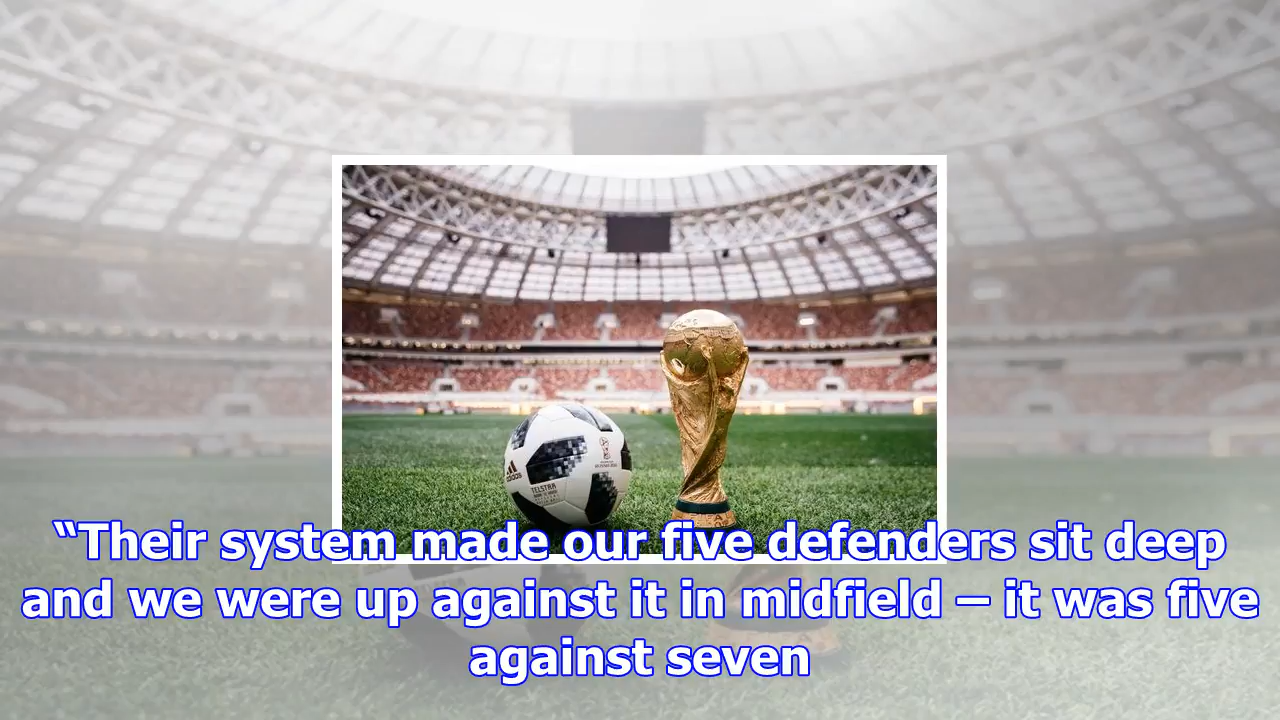 adidas
TELSTAR
FIFA
“Their system made our five defenders sit deep
and we were up against it in midfield – it was five
against seven